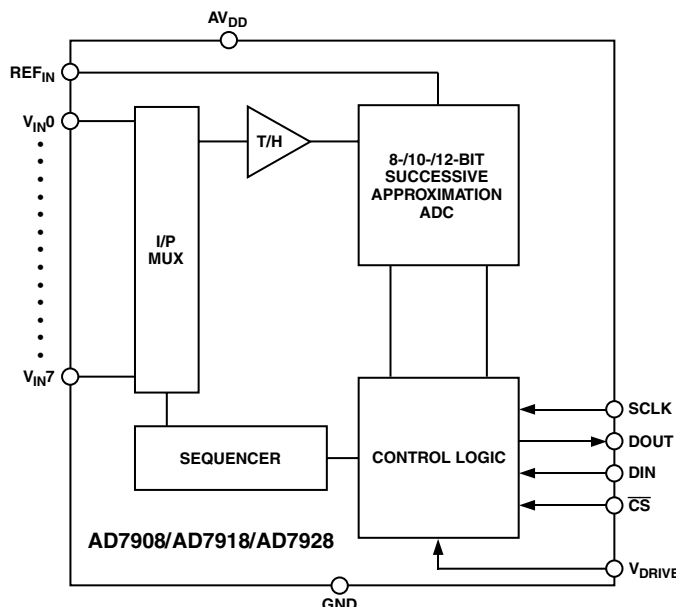 AVDD
REFIN
VIN0
T/H
8-/10-/12-BIT
SUCCESSIVE
APPROXIMATION
ADC
I/P
MUX
VIN7
SCLK
DOUT
SEQUENCER
CONTROL LOGIC
DIN
CS
AD7908/AD7918/AD7928
VDRIVE
GND